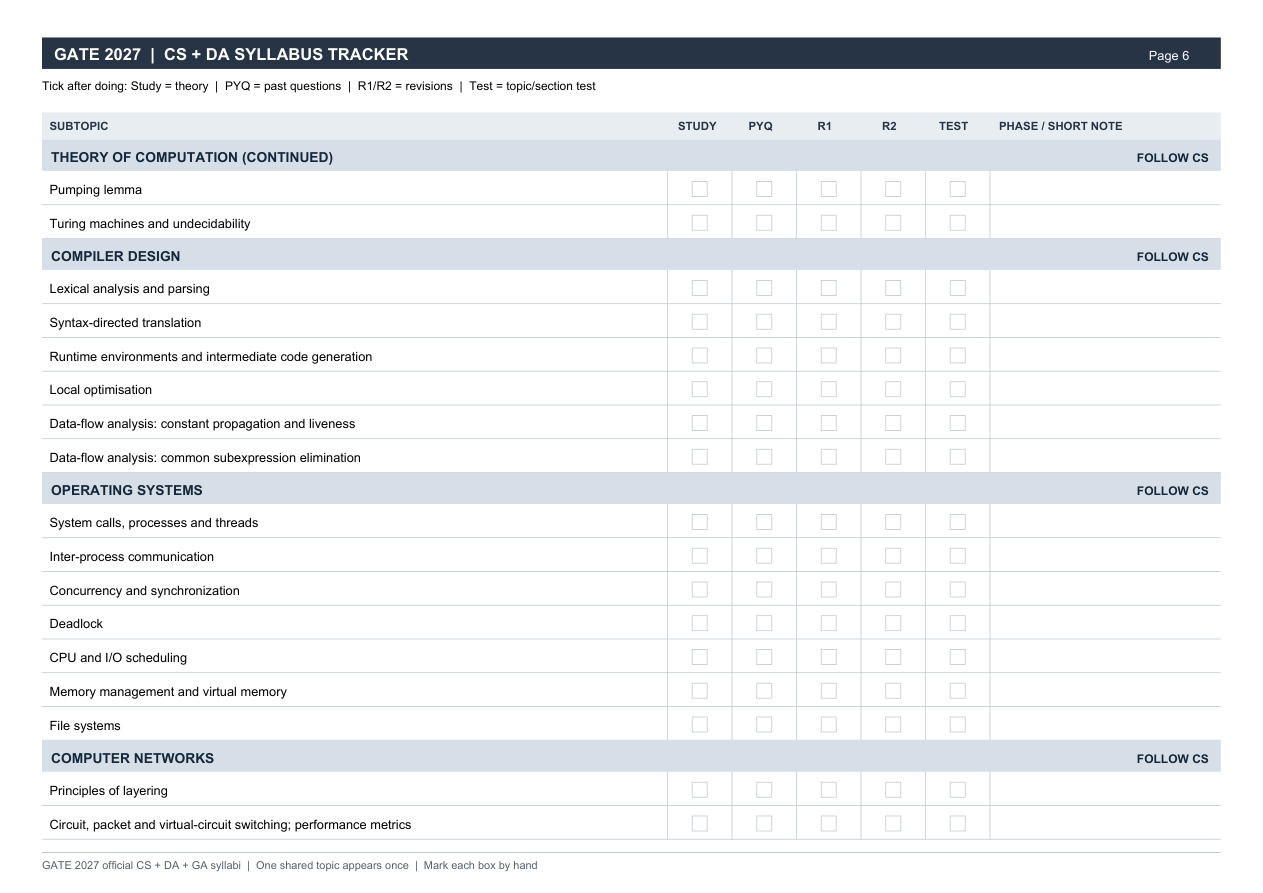 GATE 2027 | CS + DA SYLLABUS TRACKER Page 6
Tick after doing: Study = theory | PYQ = past questions | R1/R2 = revisions | Test = topic/section test
SUBTOPIC STUDY PYQ R1 R2 TEST PHASE / SHORT NOTE
THEORY OF COMPUTATION (CONTINUED) FOLLOW CS
Pumping lemma
Turing machines and undecidability
COMPILER DESIGN FOLLOW CS
Lexical analysis and parsing
Syntax-directed translation
Runtime environments and intermediate code generation
Local optimisation
Data-flow analysis: constant propagation and liveness
Data-flow analysis: common subexpression elimination
OPERATING SYSTEMS FOLLOW CS
System calls, processes and threads
Inter-process communication
Concurrency and synchronization
Deadlock
CPU and I/O scheduling
Memory management and virtual memory
File systems
COMPUTER NETWORKS FOLLOW CS
Principles of layering
Circuit, packet and virtual-circuit switching; performance metrics
GATE 2027 official CS + DA + GA syllabi | One shared topic appears once | Mark each box by hand